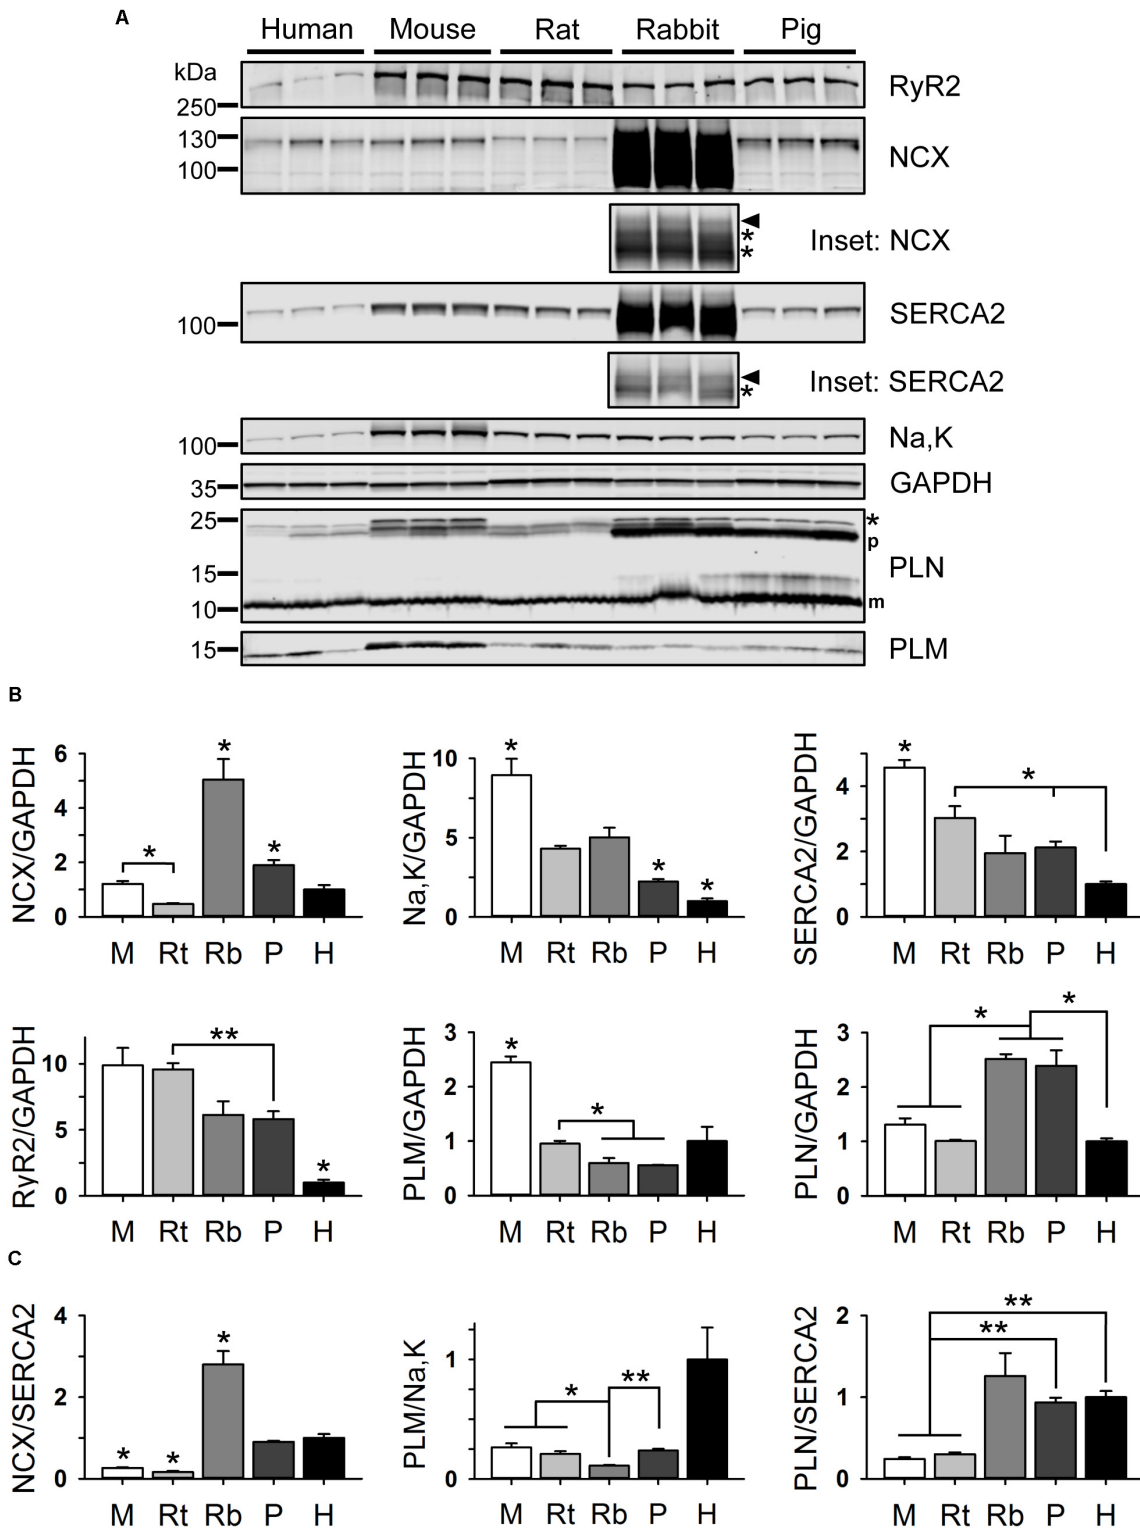 A
Human Mouse Rat Rabbit Pig
kDa
250
RyR2
130
100
NCX
*
*
Inset: NCX
100
SERCA2
*
Inset: SERCA2
100
Na,K
35
GAPDH
25
*
p
15
PLN
10
m
15
PLM
B
NCX/GAPDH
6
4
2
0
* * *
M Rt Rb P H
Na,K/GAPDH
10
5
0
* * *
M Rt Rb P H
SERCA2/GAPDH
4
2
0
* *
M Rt Rb P H
RyR2/GAPDH
10
5
0
** *
M Rt Rb P H
PLM/GAPDH
3
2
1
0
* *
M Rt Rb P H
PLN/GAPDH
3
2
1
0
* *
M Rt Rb P H
C
NCX/SERCA2
4
2
0
* * *
M Rt Rb P H
PLM/Na,K
1
0
* **
M Rt Rb P H
PLN/SERCA2
2
1
0
**
**
M Rt Rb P H